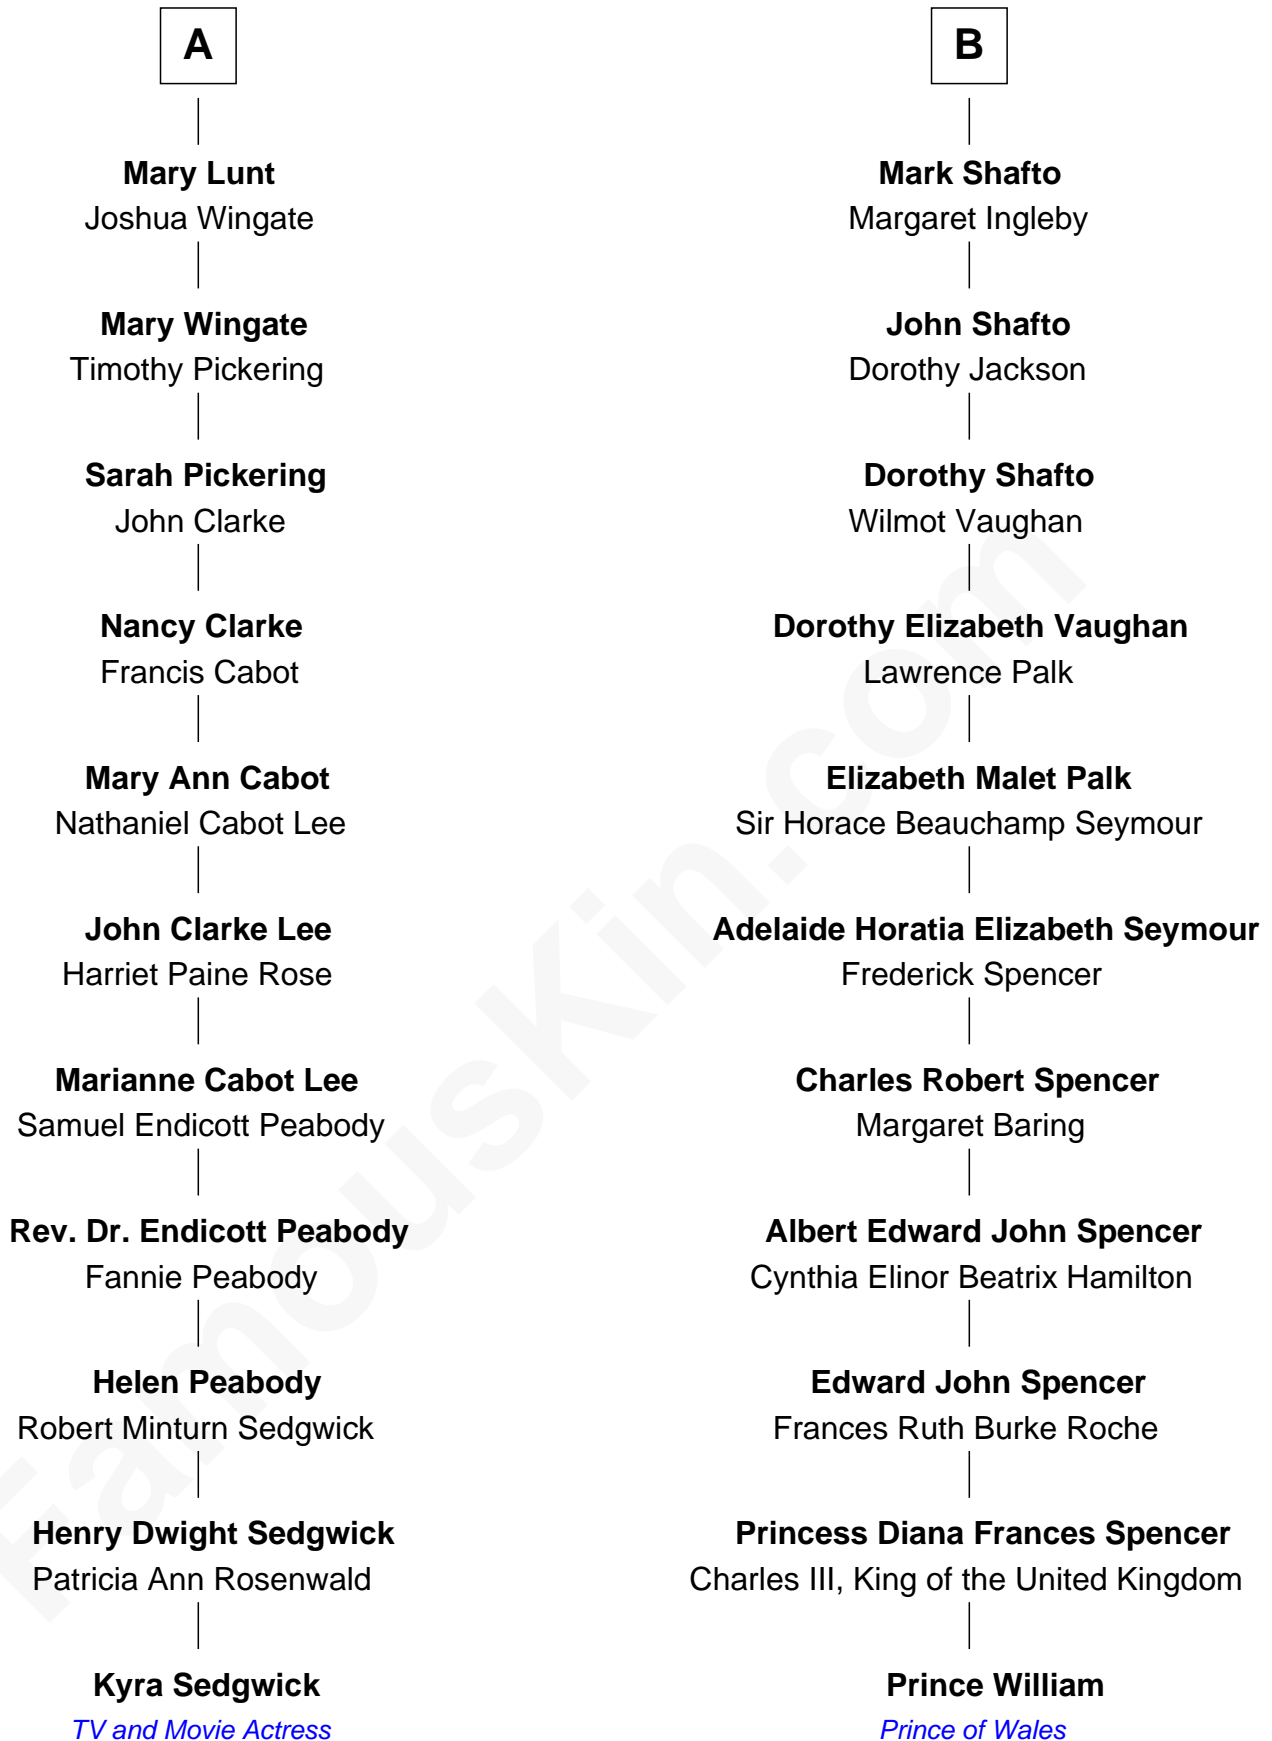 A
Mary Lunt
Joshua Wingate
Mary Wingate
Timothy Pickering
Sarah Pickering
John Clarke
Nancy Clarke
Francis Cabot
Mary Ann Cabot
Nathaniel Cabot Lee
John Clarke Lee
Harriet Paine Rose
Marianne Cabot Lee
Samuel Endicott Peabody
Rev. Dr. Endicott Peabody
Fannie Peabody
Helen Peabody
Robert Minturn Sedgwick
Henry Dwight Sedgwick
Patricia Ann Rosenwald
Kyra Sedgwick
TV and Movie Actress
B
Mark Shafto
Margaret Ingleby
John Shafto
Dorothy Jackson
Dorothy Shafto
Wilmot Vaughan
Dorothy Elizabeth Vaughan
Lawrence Palk
Elizabeth Malet Palk
Sir Horace Beauchamp Seymour
Adelaide Horatia Elizabeth Seymour
Frederick Spencer
Charles Robert Spencer
Margaret Baring
Albert Edward John Spencer
Cynthia Elinor Beatrix Hamilton
Edward John Spencer
Frances Ruth Burke Roche
Princess Diana Frances Spencer
Charles III, King of the United Kingdom
Prince William
Prince of Wales
FamousKin.com